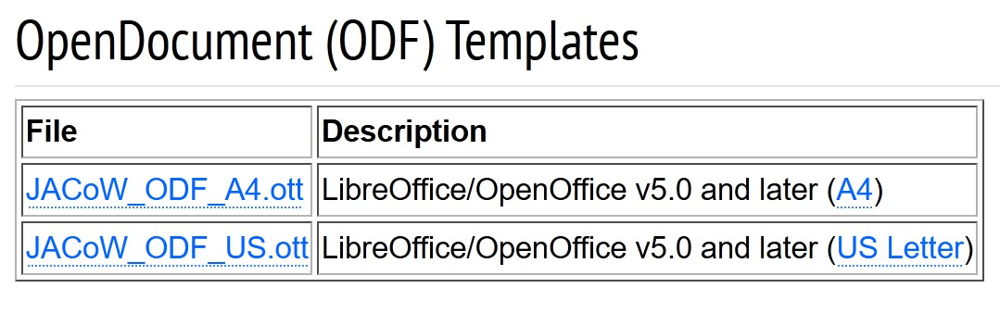 OpenDocument (ODF) Templates
File Description
JACoW_ODF_A4.ott LibreOffice/OpenOffice v5.0 and later (A4)
JACoW_ODF_US.ott LibreOffice/OpenOffice v5.0 and later (US Letter)